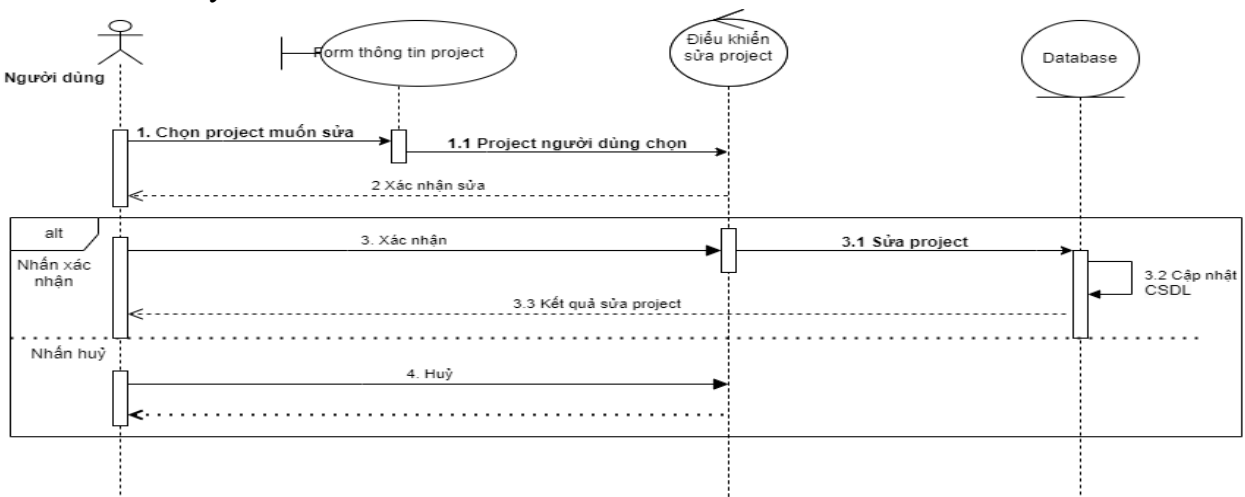 Form thông tin project
Điều khiển
sửa project
Database
Người dùng
1. Chọn project muốn sửa
1.1 Project người dùng chọn
2 Xác nhận sửa
alt
3. Xác nhận
3.1 Sửa project
Nhấn xác
nhận
3.2 Cập nhật
CSDL
3.3 Kết quả sửa project
Nhấn huỷ
4. Huỷ